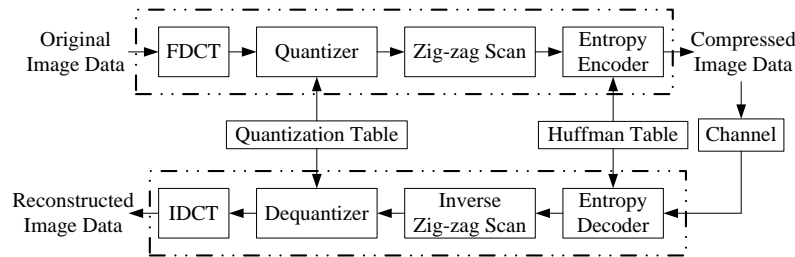 Original
Image Data
FDCT
Quantizer
Zig-zag Scan
Entropy
Encoder
Compressed
Image Data
Quantization Table
Huffman Table
Channel
Reconstructed
Image Data
IDCT
Dequantizer
Inverse
Zig-zag Scan
Entropy
Decoder